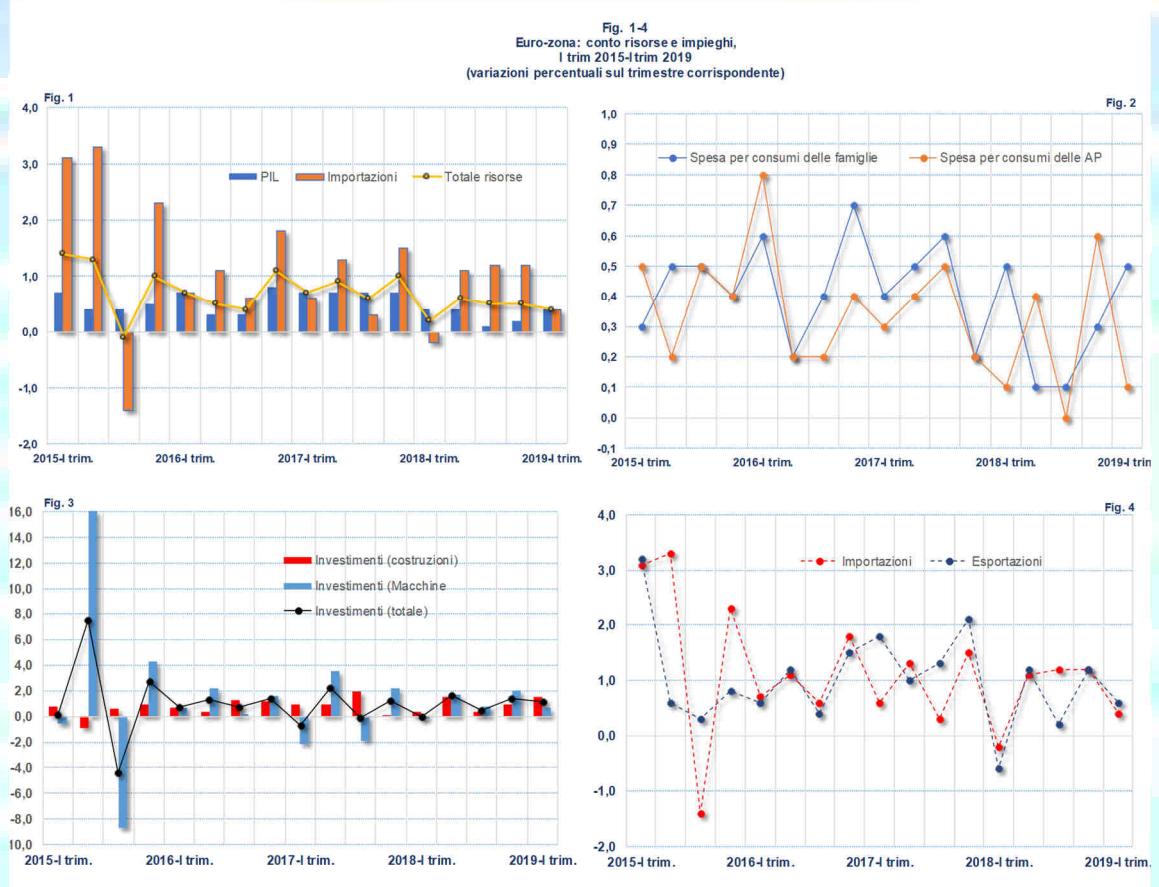 Fig. 1-4
Euro-zona: conto risorse e impieghi,
I trim 2015-I trim 2019
(variazioni percentuali sul trimestre corrispondente)
Fig. 1
4,0
3,0
2,0
1,0
0,0
-1,0
-2,0
PIL
Importazioni
Totale risorse
2015-I trim.
2016-I trim.
2017-I trim.
2018-I trim.
2019-I trim.
Fig. 2
1,0
0,9
0,8
0,7
0,6
0,5
0,4
0,3
0,2
0,1
0,0
-0,1
Spesa per consumi delle famiglie
Spesa per consumi delle AP
2015-I trim.
2016-I trim.
2017-I trim.
2018-I trim.
2019-I trim
Fig. 3
16,0
14,0
12,0
10,0
8,0
6,0
4,0
2,0
0,0
-2,0
-4,0
-6,0
-8,0
10,0
Investimenti (costruzioni)
Investimenti (Macchine
Investimenti (totale)
2015-I trim.
2016-I trim.
2017-I trim.
2018-I trim.
2019-I trim.
Fig. 4
4,0
3,0
2,0
1,0
0,0
-1,0
-2,0
Importazioni
Esportazioni
2015-I trim.
2016-I trim.
2017-I trim.
2018-I trim.
2019-I trim.